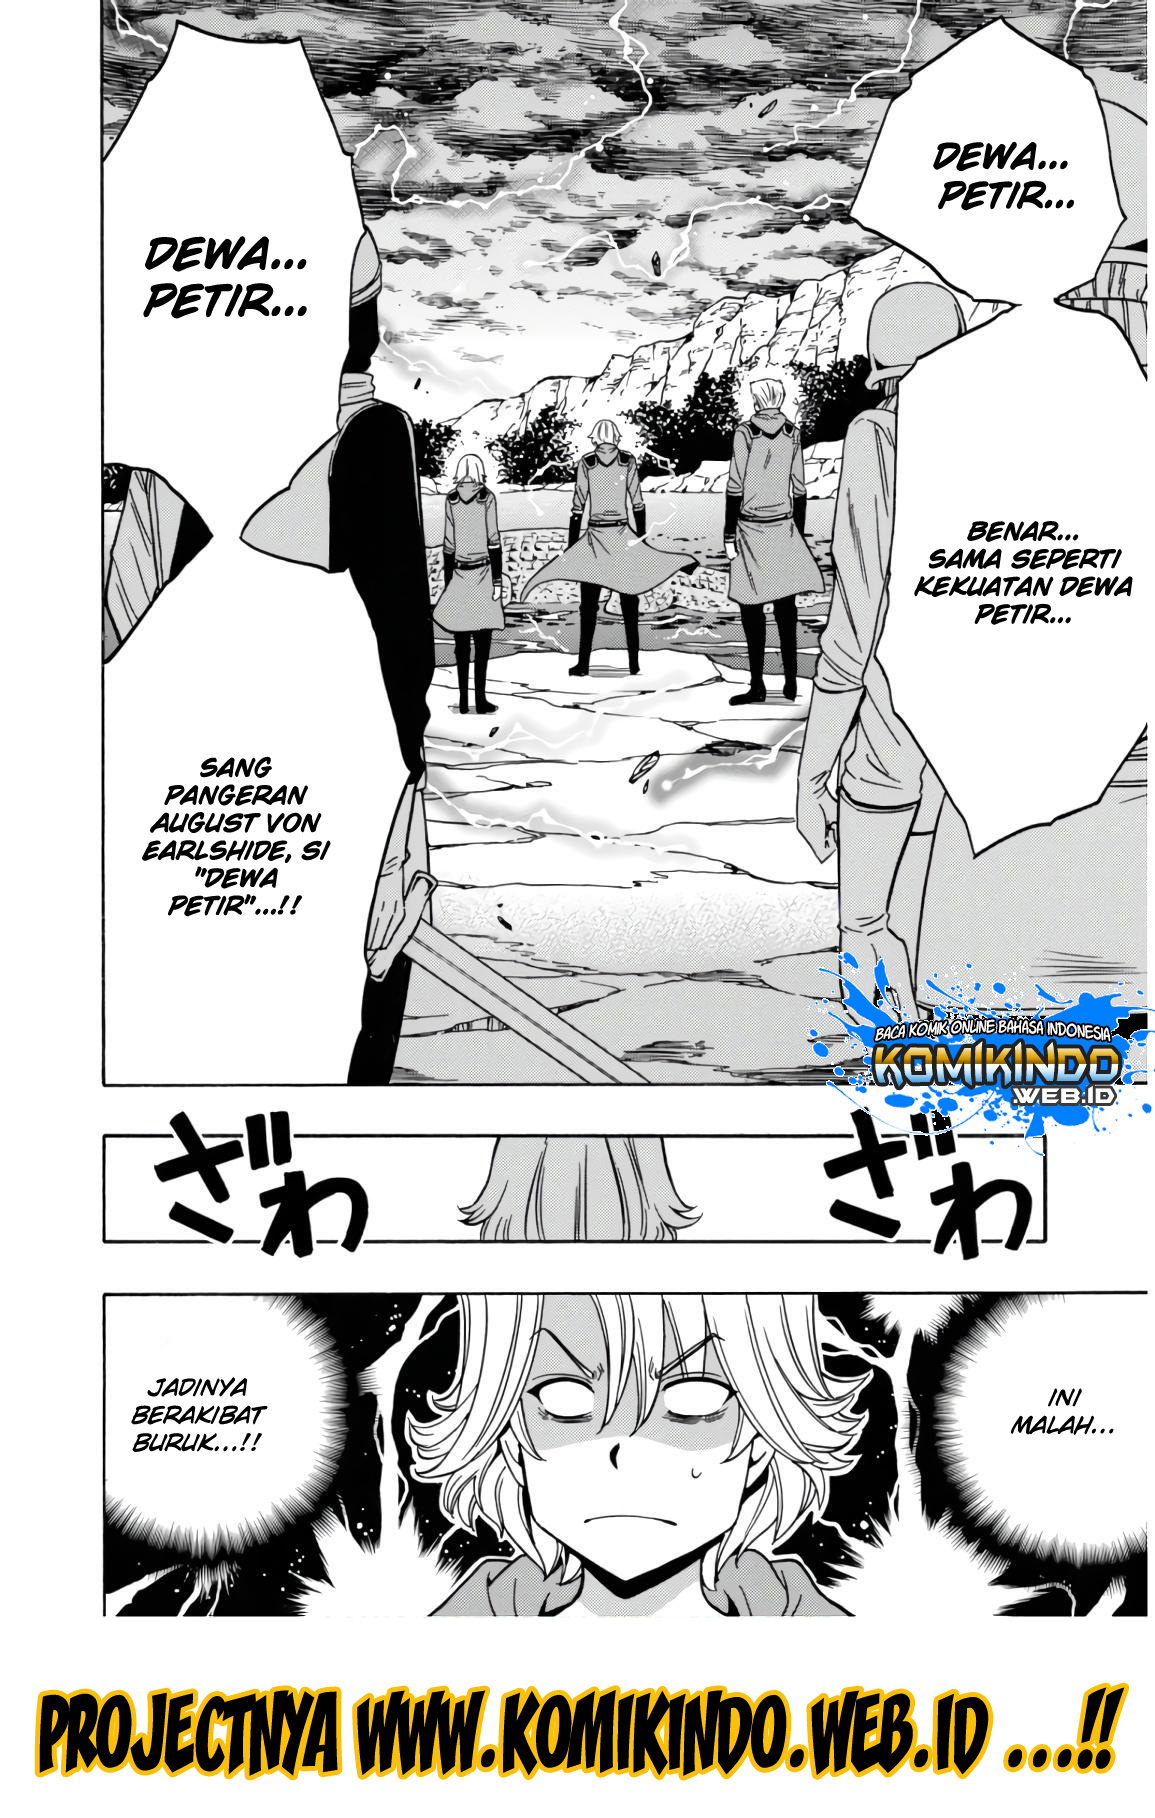 DEWA...
PETIR...
DEWA...
PETIR...
BENAR...
SAMA SEPERTI
KEKUATAN DEWA
PETIR...
SANG
PANGERAN
AUGUST VON
EARLSHIDE, SI
"DEWA
PETIR"...!!
BACA KOMIK ONLINE BAHASA INDONESIA
KOMIKINDO
.WEB.ID
ざわ
ざわ
INI
MALAH...
JADINYA
BERAKIBAT
BURUK...!!
PROJECTNYA WWW.KOMIKINDO.WEB.ID ...!!